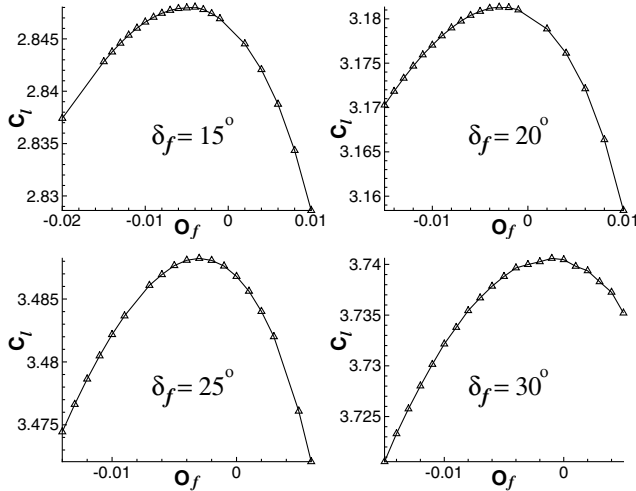 C_l
2.848
2.84
2.835
2.83
-0.02
-0.01
0
0.01
O_f
δ_f = 15°
C_l
3.18
3.17
3.165
3.16
-0.01
0
0.01
O_f
δ_f = 20°
C_l
3.485
3.48
3.475
-0.01
0
O_f
δ_f = 25°
C_l
3.74
3.735
3.73
3.725
-0.01
0
O_f
δ_f = 30°